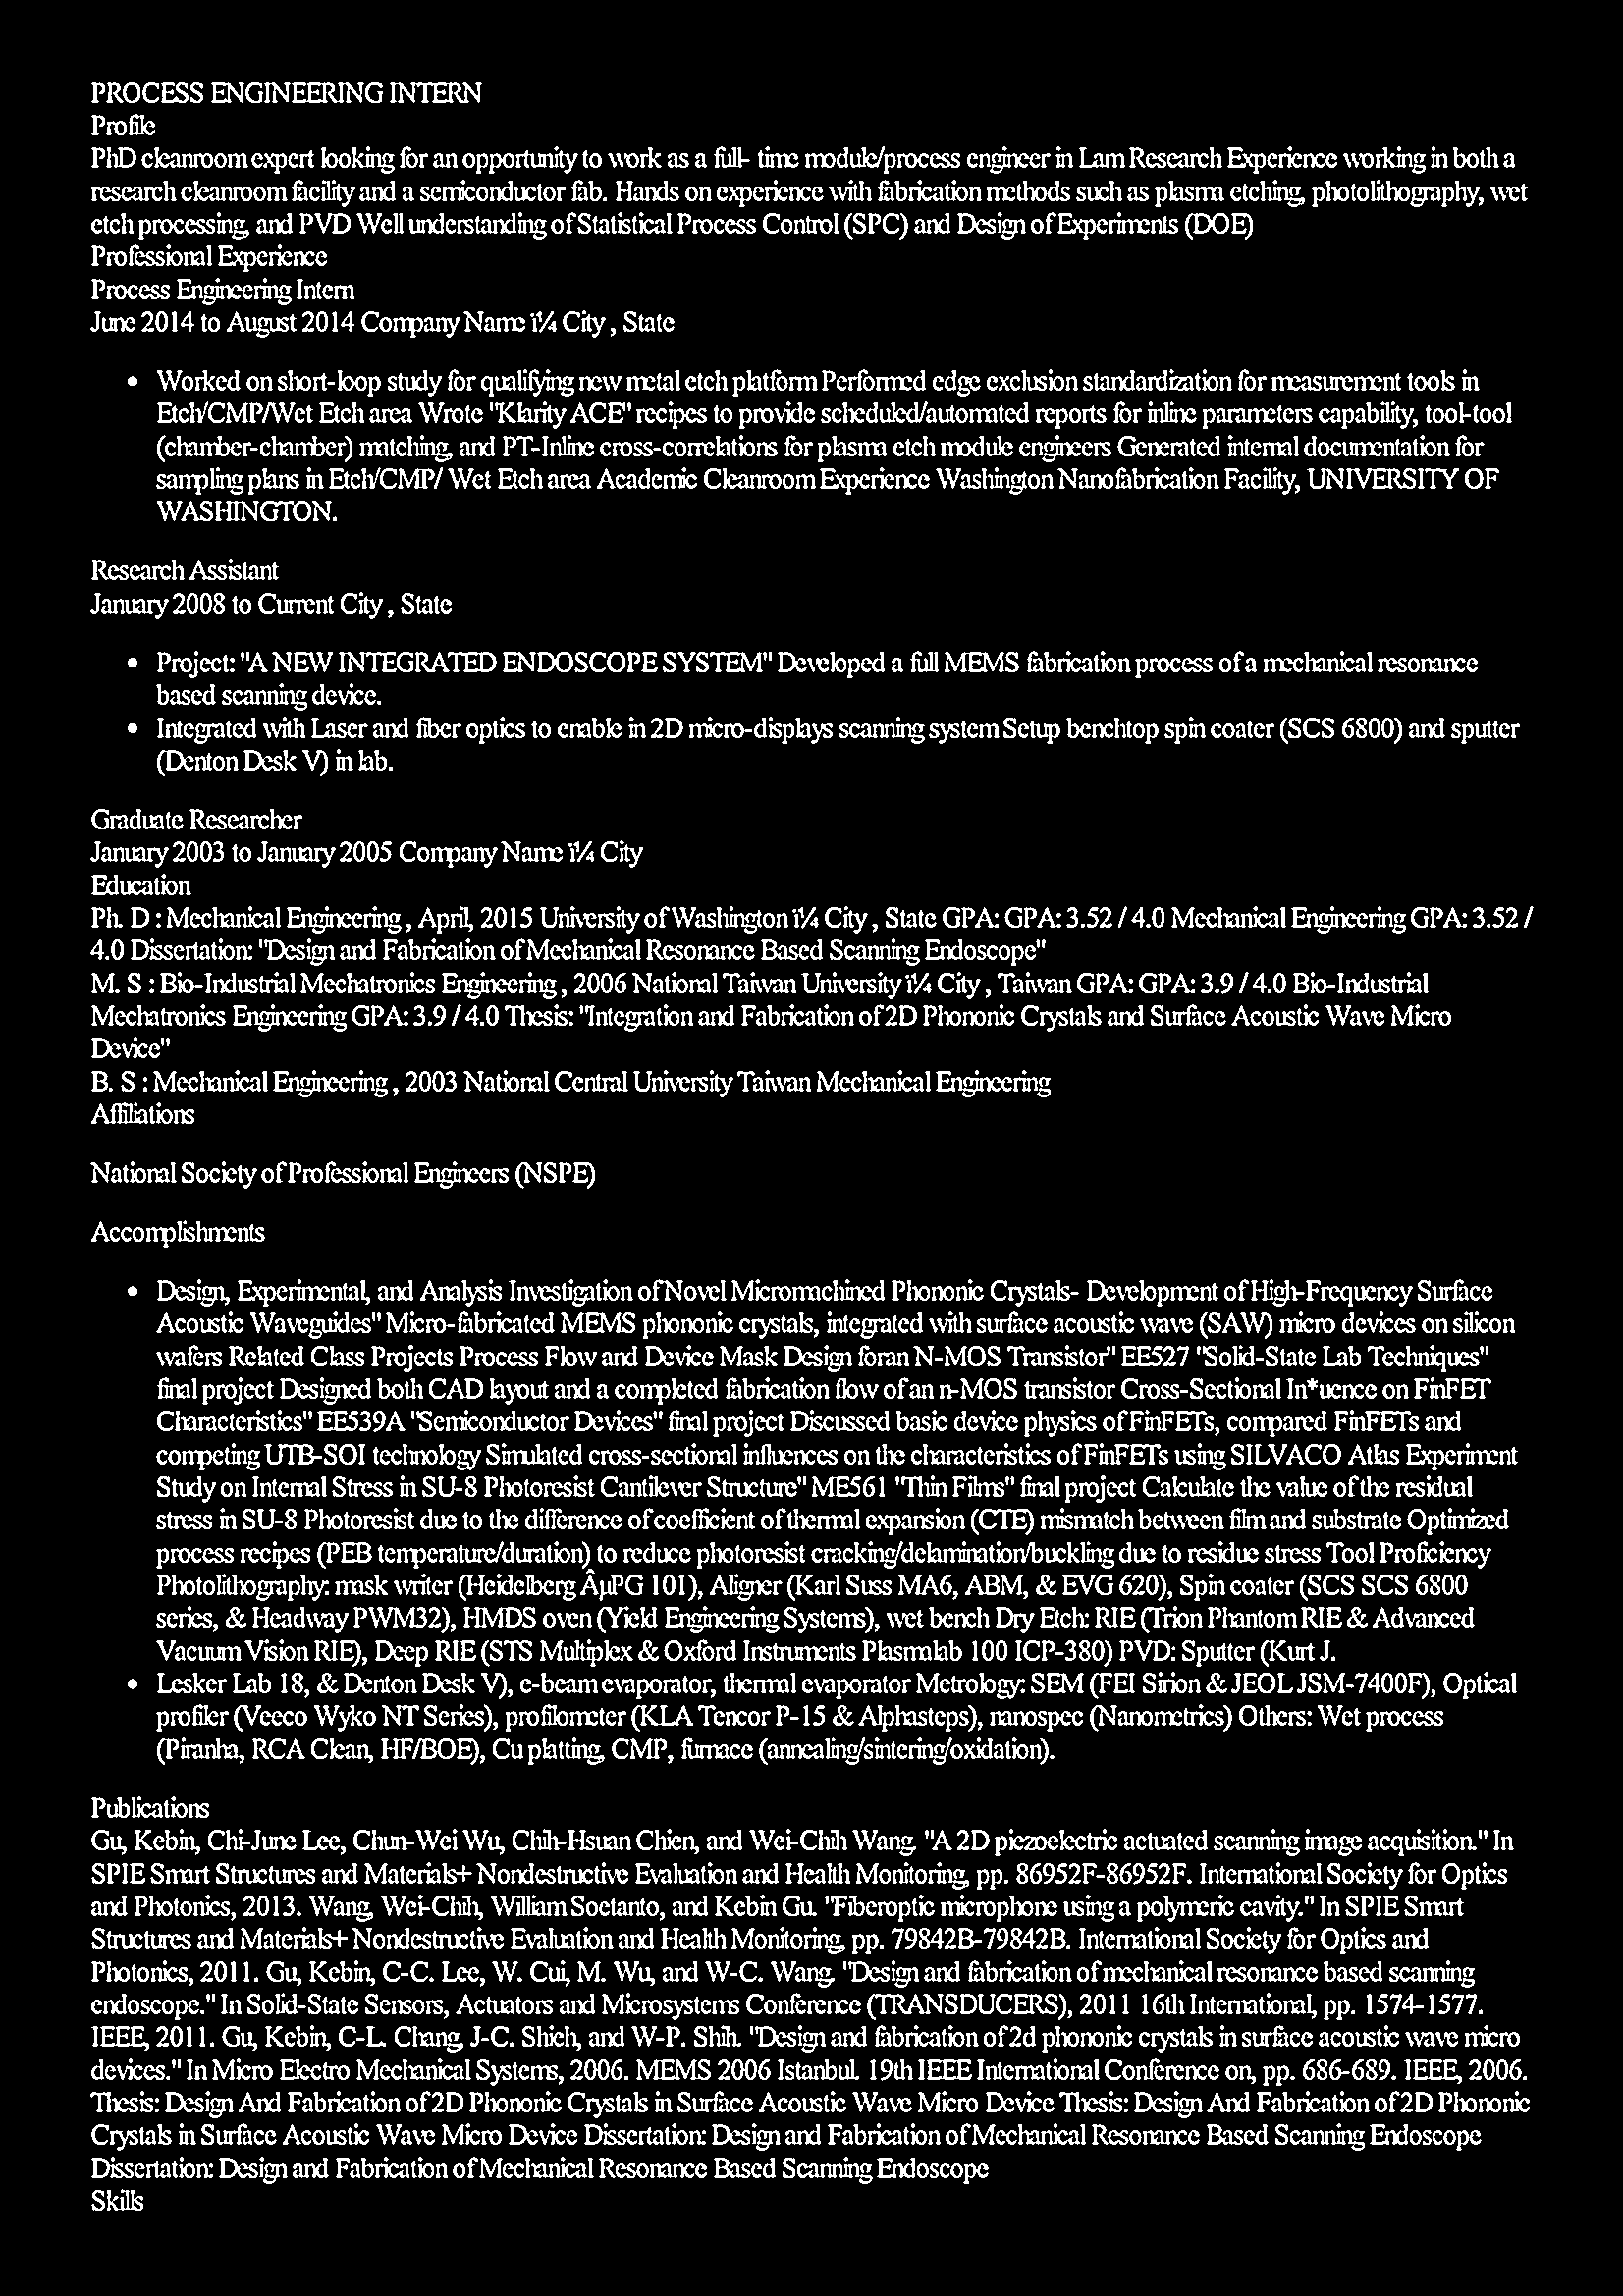 PROCESS ENGINEERING INTERN
Profile
PhD cleanroom expert looking for an opportunity to work as a full- time module/process engineer in Lam Research Experience working in both a
research cleanroom facility and a semiconductor fab. Hands on experience with fabrication methods such as plasma etching, photolithography, wet
etch processing, and PVD Well understanding of Statistical Process Control (SPC) and Design of Experiments (DOE)
Professional Experience
Process Engineering Intern
June 2014 to August 2014 Company Name ï¼ City , State
• Worked on short-loop study for qualifying new metal etch platform Performed edge exclusion standardization for measurement tools in
Etch/CMP/Wet Etch area Wrote "Klarity ACE" recipes to provide scheduled/automated reports for inline parameters capability, tool-tool
(chamber-chamber) matching, and PT-Inline cross-correlations for plasma etch module engineers Generated internal documentation for
sampling plans in Etch/CMP/ Wet Etch area Academic Cleanroom Experience Washington Nanofabrication Facility, UNIVERSITY OF
WASHINGTON.
Research Assistant
January 2008 to Current City , State
• Project: "A NEW INTEGRATED ENDOSCOPE SYSTEM" Developed a full MEMS fabrication process of a mechanical resonance
based scanning device.
• Integrated with Laser and fiber optics to enable in 2D micro-displays scanning system Setup benchtop spin coater (SCS 6800) and sputter
(Denton Desk V) in lab.
Graduate Researcher
January 2003 to January 2005 Company Name ï¼ City
Education
Ph. D : Mechanical Engineering , April, 2015 University of Washington ï¼ City , State GPA: GPA: 3.52 / 4.0 Mechanical Engineering GPA: 3.52 /
4.0 Dissertation: "Design and Fabrication of Mechanical Resonance Based Scanning Endoscope"
M. S : Bio-Industrial Mechatronics Engineering , 2006 National Taiwan University ï¼ City , Taiwan GPA: GPA: 3.9 / 4.0 Bio-Industrial
Mechatronics Engineering GPA: 3.9 / 4.0 Thesis: "Integration and Fabrication of 2D Phononic Crystals and Surface Acoustic Wave Micro
Device"
B. S : Mechanical Engineering , 2003 National Central University Taiwan Mechanical Engineering
Affiliations
National Society of Professional Engineers (NSPE)
Accomplishments
• Design, Experimental, and Analysis Investigation of Novel Micromachined Phononic Crystals- Development of High-Frequency Surface
Acoustic Waveguides" Micro-fabricated MEMS phononic crystals, integrated with surface acoustic wave (SAW) micro devices on silicon
wafers Related Class Projects Process Flow and Device Mask Design foran N-MOS Transistor" EE527 "Solid-State Lab Techniques"
final project Designed both CAD layout and a completed fabrication flow of an n-MOS transistor Cross-Sectional In*uence on FinFET
Characteristics" EE539A "Semiconductor Devices" final project Discussed basic device physics of FinFETs, compared FinFETs and
competing UTB-SOI technology Simulated cross-sectional influences on the characteristics of FinFETs using SILVACO Atlas Experiment
Study on Internal Stress in SU-8 Photoresist Cantilever Structure" ME561 "Thin Films" final project Calculate the value of the residual
stress in SU-8 Photoresist due to the difference of coefficient of thermal expansion (CTE) mismatch between film and substrate Optimized
process recipes (PEB temperature/duration) to reduce photoresist cracking/delamination/buckling due to residue stress Tool Proficiency
Photolithography: mask writer (Heidelberg ÂµPG 101), Aligner (Karl Suss MA6, ABM, & EVG 620), Spin coater (SCS SCS 6800
series, & Headway PWM32), HMDS oven (Yield Engineering Systems), wet bench Dry Etch: RIE (Trion Phantom RIE & Advanced
Vacuum Vision RIE), Deep RIE (STS Multiplex & Oxford Instruments Plasmalab 100 ICP-380) PVD: Sputter (Kurt J.
• Lesker Lab 18, & Denton Desk V), e-beam evaporator, thermal evaporator Metrology: SEM (FEI Sirion & JEOL JSM-7400F), Optical
profiler (Veeco Wyko NT Series), profilometer (KLA Tencor P-15 & Alphasteps), nanospec (Nanometrics) Others: Wet process
(Piranha, RCA Clean, HF/BOE), Cu platting, CMP, furnace (annealing/sintering/oxidation).
Publications
Gu, Kebin, Chi-June Lee, Chun-Wei Wu, Chih-Hsuan Chien, and Wei-Chih Wang. "A 2D piezoelectric actuated scanning image acquisition." In
SPIE Smart Structures and Materials+ Nondestructive Evaluation and Health Monitoring, pp. 86952F-86952F. International Society for Optics
and Photonics, 2013. Wang, Wei-Chih, William Soetanto, and Kebin Gu. "Fiberoptic microphone using a polymeric cavity." In SPIE Smart
Structures and Materials+ Nondestructive Evaluation and Health Monitoring, pp. 79842B-79842B. International Society for Optics and
Photonics, 2011. Gu, Kebin, C-C. Lee, W. Cui, M. Wu, and W-C. Wang. "Design and fabrication of mechanical resonance based scanning
endoscope." In Solid-State Sensors, Actuators and Microsystems Conference (TRANSDUCERS), 2011 16th International, pp. 1574-1577.
IEEE, 2011. Gu, Kebin, C-L. Chang, J-C. Shieh, and W-P. Shih. "Design and fabrication of 2d phononic crystals in surface acoustic wave micro
devices." In Micro Electro Mechanical Systems, 2006. MEMS 2006 Istanbul. 19th IEEE International Conference on, pp. 686-689. IEEE, 2006.
Thesis: Design And Fabrication of 2D Phononic Crystals in Surface Acoustic Wave Micro Device Thesis: Design And Fabrication of 2D Phononic
Crystals in Surface Acoustic Wave Micro Device Dissertation: Design and Fabrication of Mechanical Resonance Based Scanning Endoscope
Dissertation: Design and Fabrication of Mechanical Resonance Based Scanning Endoscope
Skills